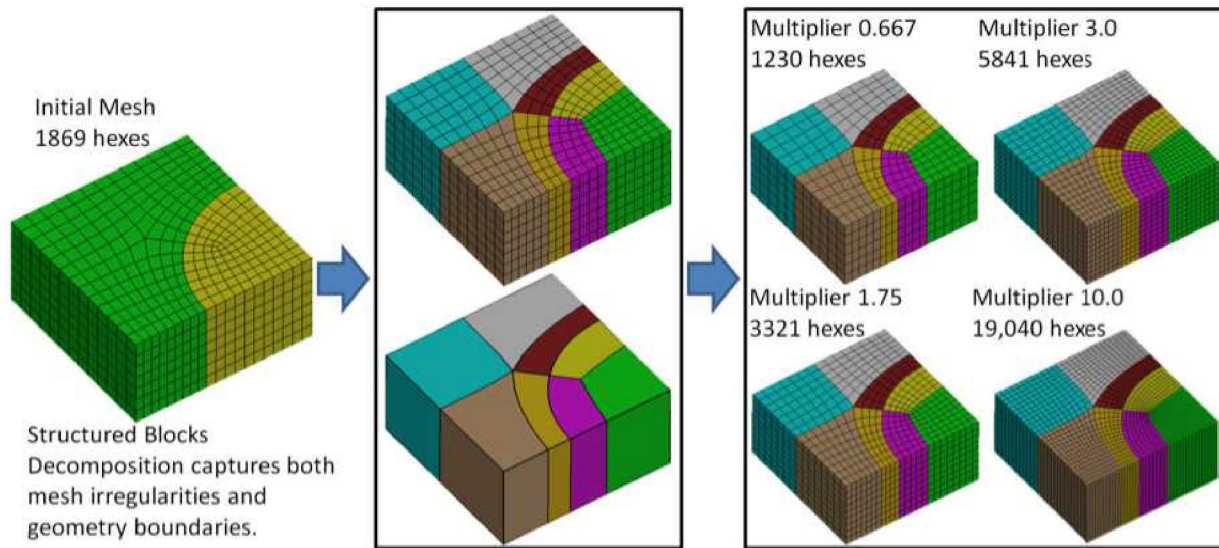 Initial Mesh
1869 hexes
Structured Blocks
Decomposition captures both
mesh irregularities and
geometry boundaries.
Multiplier 0.667
1230 hexes
Multiplier 3.0
5841 hexes
Multiplier 1.75
3321 hexes
Multiplier 10.0
19,040 hexes